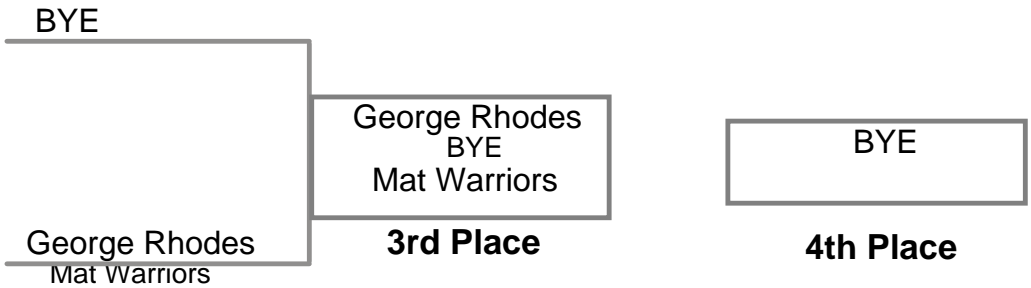 BYE
George Rhodes
BYE
Mat Warriors
3rd Place
BYE
4th Place
George Rhodes
Mat Warriors